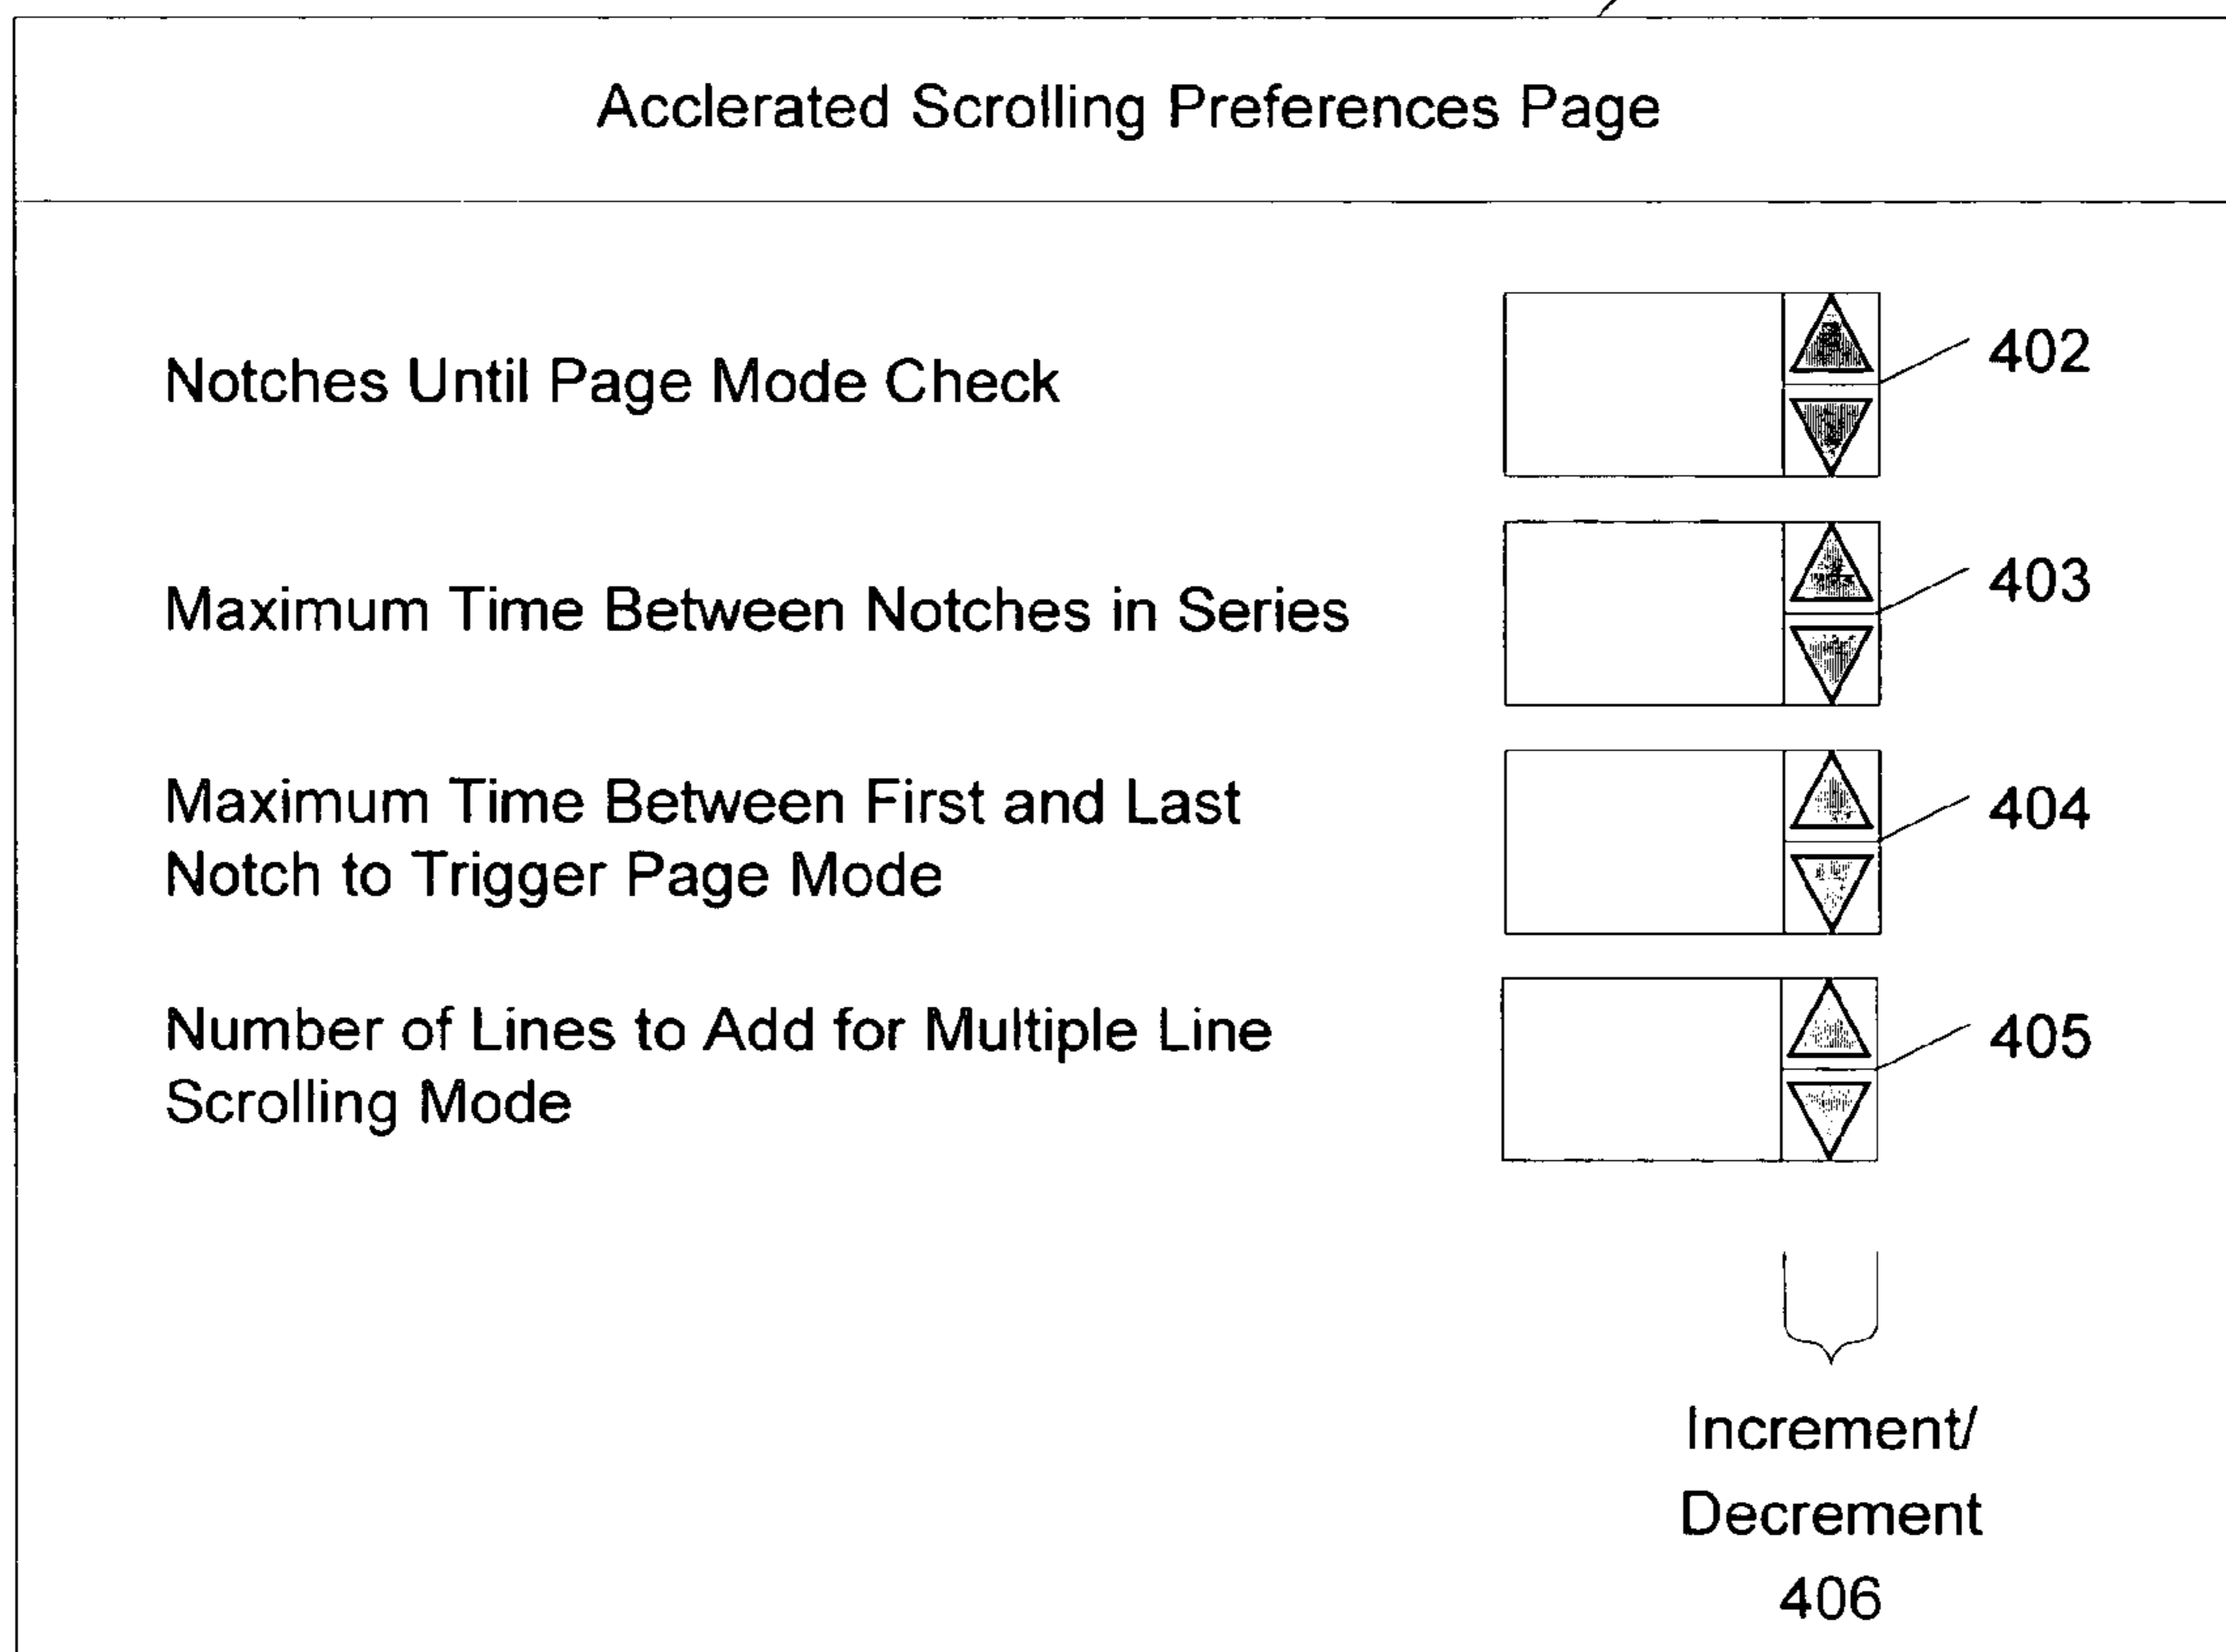 Acclerated Scrolling Preferences Page
Notches Until Page Mode Check
402
Maximum Time Between Notches in Series
403
Maximum Time Between First and Last
Notch to Trigger Page Mode
404
Number of Lines to Add for Multiple Line
Scrolling Mode
405
Increment/
Decrement
406